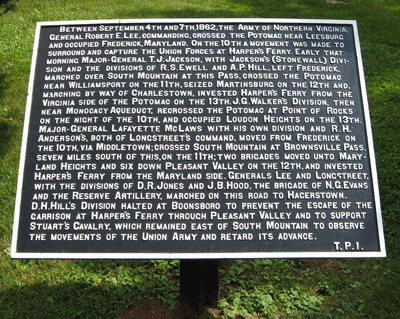 BETWEEN SEPTEMBER 4TH AND 7TH, 1862, THE ARMY OF NORTHERN VIRGINIA
GENERAL ROBERT E. LEE, COMMANDING, CROSSED THE POTOMAC NEAR LEESBURG
AND OCCUPIED FREDERICK, MARYLAND. ON THE 10TH A MOVEMENT WAS MADE TO
SURROUND AND CAPTURE THE UNION FORCES AT HARPER'S FERRY. EARLY THAT
MORNING MAJOR-GENERAL T.J. JACKSON, WITH JACKSON'S (STONEWALL) DIVI-
SION AND THE DIVISIONS OF R.S. EWELL AND A.P. HILL, LEFT FREDERICK,
MARCHED OVER SOUTH MOUNTAIN AT THIS PASS, CROSSED THE POTOMAC
NEAR WILLIAMSPORT ON THE 11TH, SEIZED MARTINSBURG ON THE 12TH AND,
MARCHING BY WAY OF CHARLESTOWN, INVESTED HARPER'S FERRY FROM THE
VIRGINIA SIDE OF THE POTOMAC ON THE 13TH. J.G. WALKER'S DIVISION, THEN
NEAR MONOCACY AQUEDUCT, RECROSSED THE POTOMAC AT POINT OF ROCKS
ON THE NIGHT OF THE 10TH, AND OCCUPIED LOUDON HEIGHTS ON THE 13TH.
MAJOR-GENERAL LAFAYETTE MCLAWS WITH HIS OWN DIVISION AND R.H.
ANDERSON'S, BOTH OF LONGSTREET'S COMMAND, MOVED FROM FREDERICK ON
THE 10TH, VIA MIDDLETOWN; CROSSED SOUTH MOUNTAIN AT BROWNSVILLE PASS,
SEVEN MILES SOUTH OF THIS, ON THE 11TH; TWO BRIGADES MOVED UNTO MARY-
LAND HEIGHTS AND SIX DOWN PLEASANT VALLEY ON THE 12TH, AND INVESTED
HARPER'S FERRY FROM THE MARYLAND SIDE. GENERALS LEE AND LONGSTREET,
WITH THE DIVISIONS OF D.R. JONES AND J.B. HOOD, THE BRIGADE OF N.G. EVANS
AND THE RESERVE ARTILLERY, MARCHED ON THIS ROAD TO HAGERSTOWN.
D.H. HILL'S DIVISION HALTED AT BOONSBORO TO PREVENT THE ESCAPE OF THE
GARRISON AT HARPER'S FERRY THROUGH PLEASANT VALLEY AND TO SUPPORT
STUART'S CAVALRY, WHICH REMAINED EAST OF SOUTH MOUNTAIN TO OBSERVE
THE MOVEMENTS OF THE UNION ARMY AND RETARD ITS ADVANCE.
T.P.I.